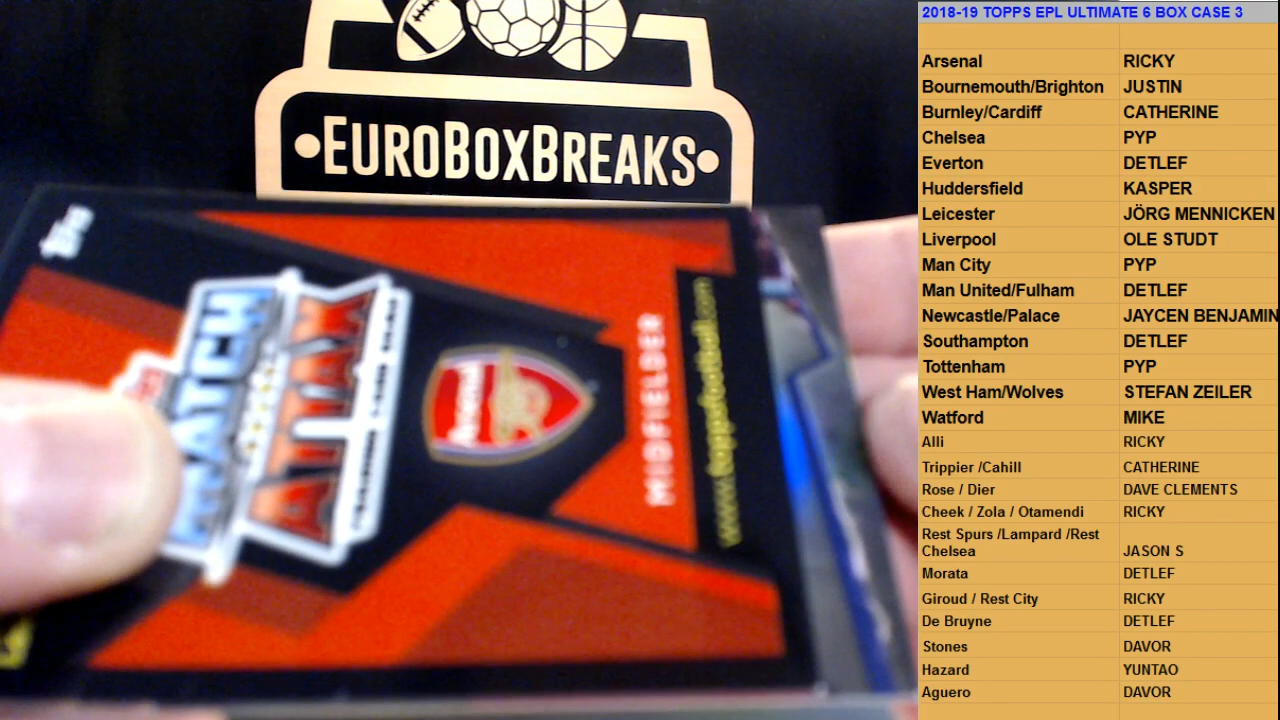 •EUROBOXBREAKS•
topps
MATCH
ATTAX
TRADING CARD GAME
Arsenal
MIDFIELDER
www.toppsfootball.com
2018-19 TOPPS EPL ULTIMATE 6 BOX CASE 3
Arsenal RICKY
Bournemouth/Brighton JUSTIN
Burnley/Cardiff CATHERINE
Chelsea PYP
Everton DETLEF
Huddersfield KASPER
Leicester JÖRG MENNICKEN
Liverpool OLE STUDT
Man City PYP
Man United/Fulham DETLEF
Newcastle/Palace JAYCEN BENJAMIN
Southampton DETLEF
Tottenham PYP
West Ham/Wolves STEFAN ZEILER
Watford MIKE
Alli RICKY
Trippier /Cahill CATHERINE
Rose / Dier DAVE CLEMENTS
Cheek / Zola / Otamendi RICKY
Rest Spurs /Lampard /Rest
Chelsea JASON S
Morata DETLEF
Giroud / Rest City RICKY
De Bruyne DETLEF
Stones DAVOR
Hazard YUNTAO
Aguero DAVOR